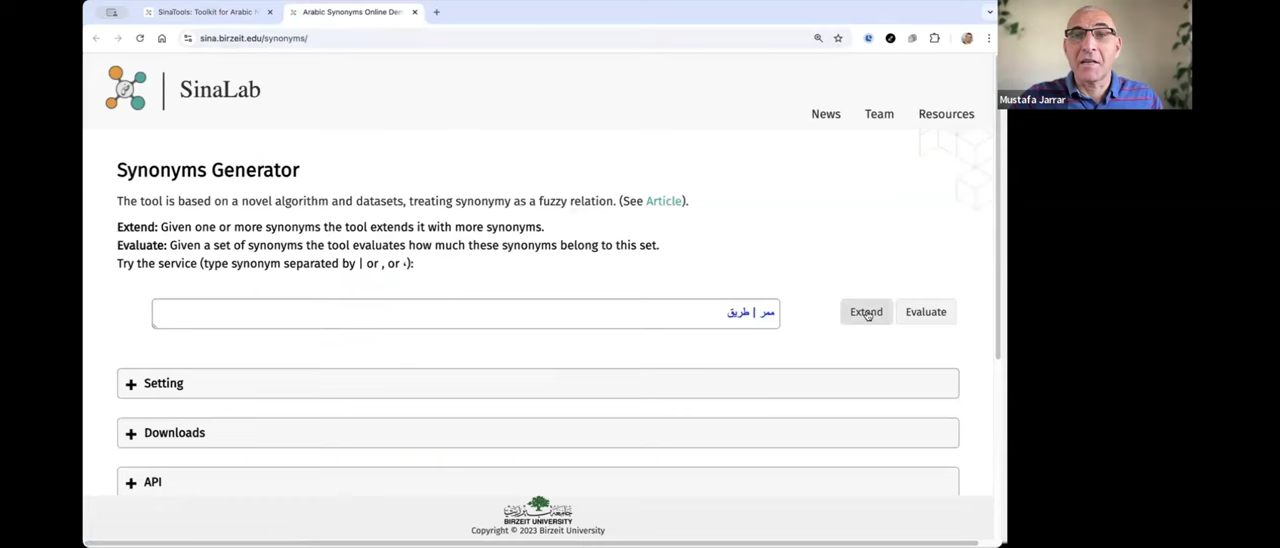 SinaTools: Toolkit for Arabic
Arabic Synonyms Online Dem
sina.birzeit.edu/synonyms/
SinaLab
News Team Resources
Mustafa Jarrar
Synonyms Generator
The tool is based on a novel algorithm and datasets, treating synonymy as a fuzzy relation. (See Article).
Extend: Given one or more synonyms the tool extends it with more synonyms.
Evaluate: Given a set of synonyms the tool evaluates how much these synonyms belong to this set.
Try the service (type synonym separated by | or , or ،):
ممر | طريق
Extend Evaluate
+ Setting
+ Downloads
+ API
جامعة بيرزيت
BIRZEIT UNIVERSITY
Copyright © 2023 Birzeit University